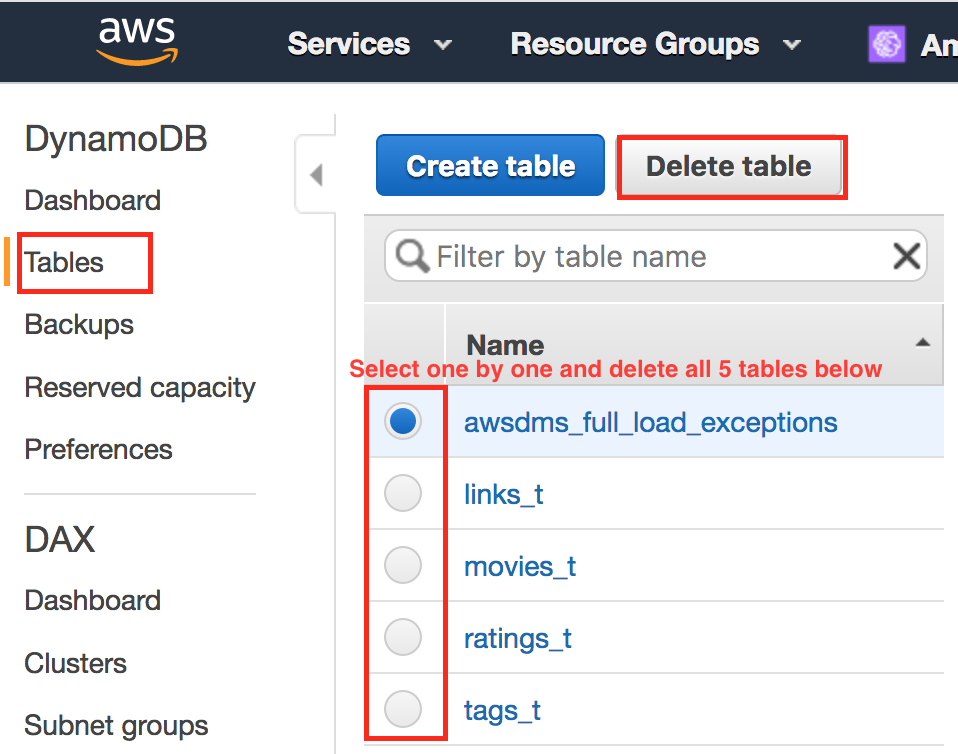 aws Services Resource Groups
DynamoDB
Dashboard
Tables
Backups
Reserved capacity
Preferences
DAX
Dashboard
Clusters
Subnet groups
Create table Delete table
Filter by table name
Name
Select one by one and delete all 5 tables below
awsdms_full_load_exceptions
links_t
movies_t
ratings_t
tags_t